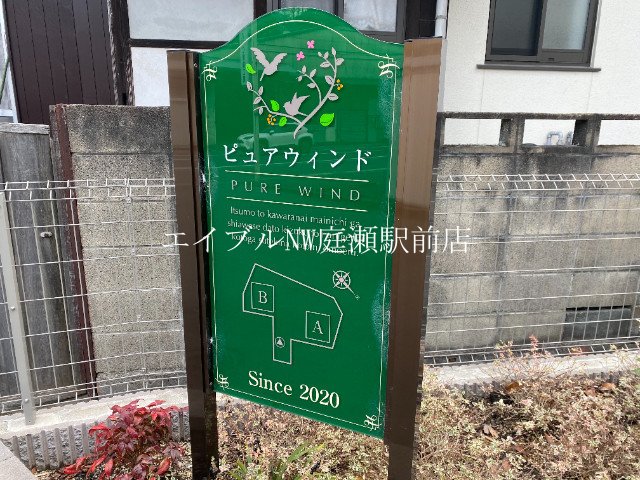 ピュアウィンド
PURE WIND
Itsumo to kawaranai mainichi ga
shiawase dato
エイブルNW庭瀬駅前店
B
A
Since 2020